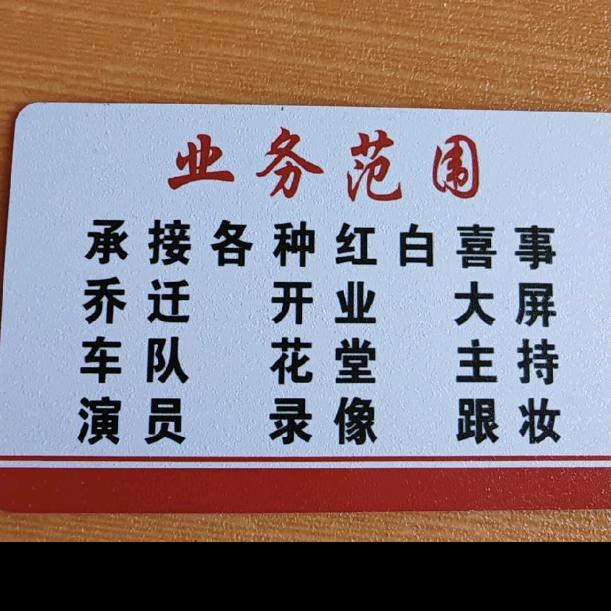 业务范围
承接各种红白喜事
乔迁 开业 大屏
车队 花堂 主持
演员 录像 跟妆